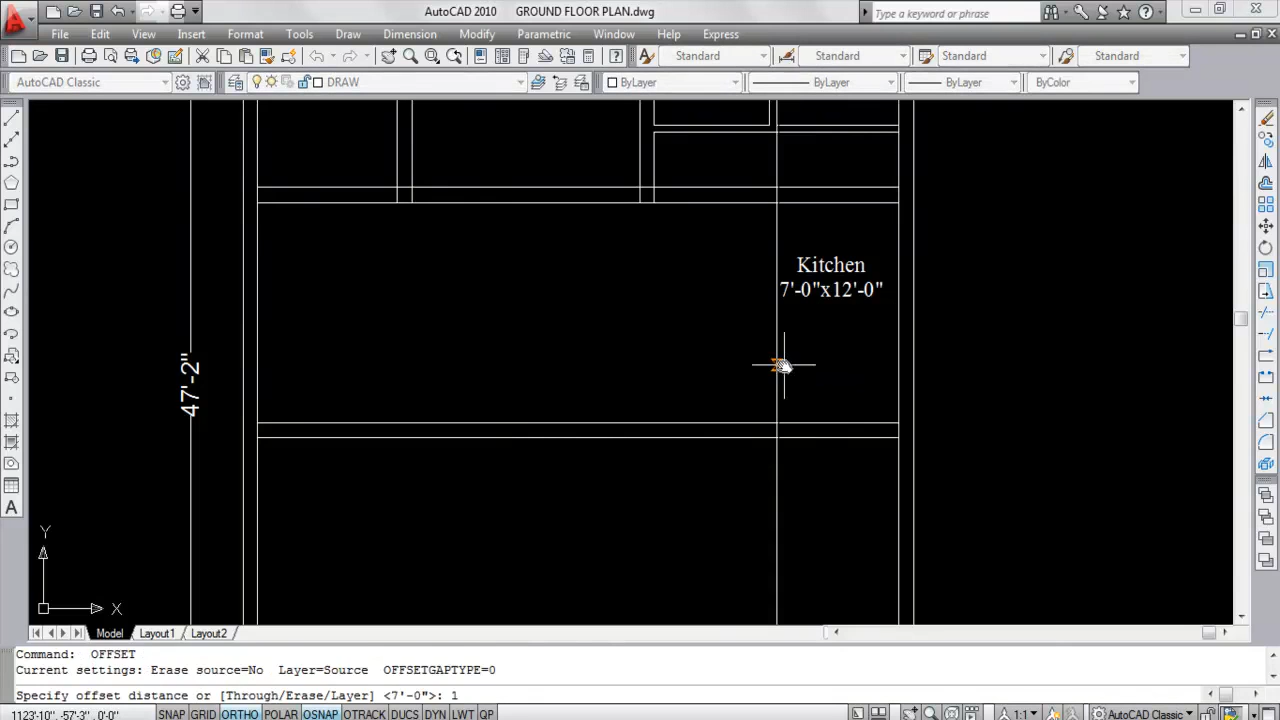 AutoCAD 2010 GROUND FLOOR PLAN.dwg Type a keyword or phrase
File Edit View Insert Format Tools Draw Dimension Modify Parametric Window Help Express
Standard Standard Standard Standard
AutoCAD Classic DRAW ByLayer ByLayer ByLayer ByColor
Kitchen
7'-0"x12'-0"
47'-2"
Y
X
A
Model Layout1 Layout2
Command: OFFSET
Current settings: Erase source=No Layer=Source OFFSETGAPTYPE=0
Specify offset distance or [Through/Erase/Layer] <7'-0">: 1
1123'-10", -57'-3", 0'-0" SNAP GRID ORTHO POLAR OSNAP OTRACK DUCS DYN LWT QP 1:1 AutoCAD Classic